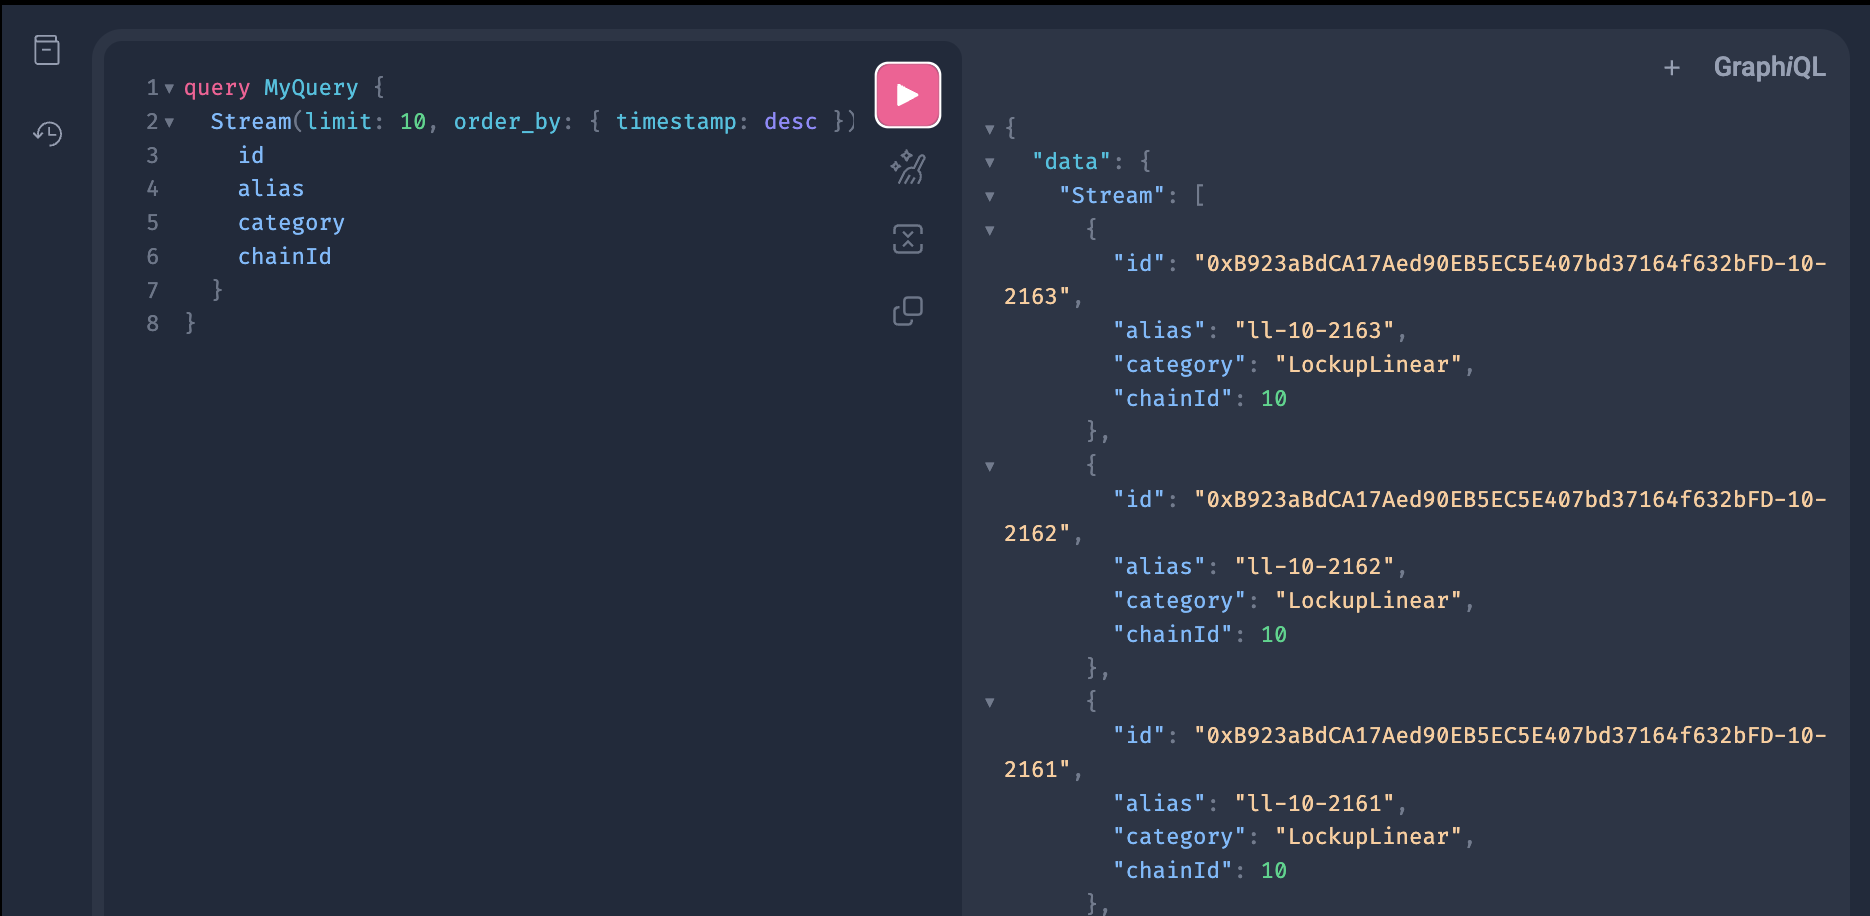 1 query MyQuery {
2 Stream(limit: 10, order_by: { timestamp: desc })
3 id
4 alias
5 category
6 chainId
7 }
8 }
+ GraphiQL
{
"data": {
"Stream": [
{
"id": "0xB923aBdCA17Aed90EB5EC5E407bd37164f632bFD-10-
2163",
"alias": "ll-10-2163",
"category": "LockupLinear",
"chainId": 10
},
{
"id": "0xB923aBdCA17Aed90EB5EC5E407bd37164f632bFD-10-
2162",
"alias": "ll-10-2162",
"category": "LockupLinear",
"chainId": 10
},
{
"id": "0xB923aBdCA17Aed90EB5EC5E407bd37164f632bFD-10-
2161",
"alias": "ll-10-2161",
"category": "LockupLinear",
"chainId": 10
},